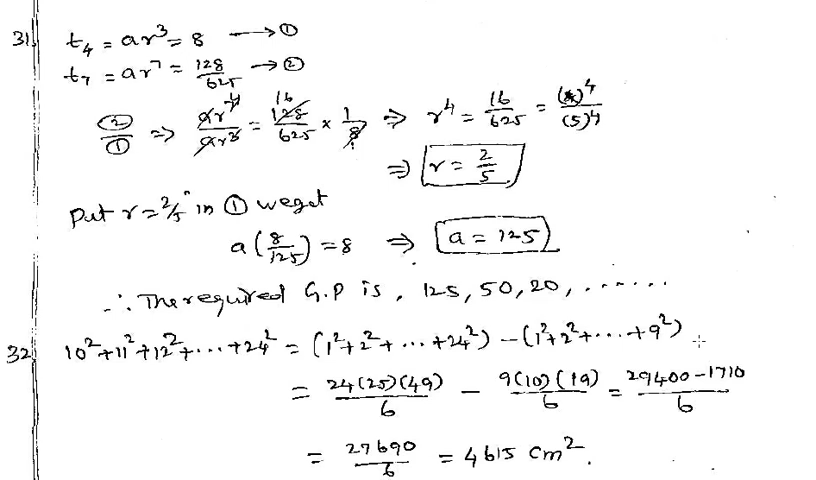 31. t₄ = ar³ = 8 → ①
t₇ = ar⁷ = 128/625 → ②
②/① ⇒ ar⁷/ar³ = 128/625 × 1/8 16 ⇒ r⁴ = 16/625 = (2)⁴/(5)⁴
⇒ r = 2/5
Put r = 2/5 in ① we get
a(8/125) = 8 ⇒ a = 125
∴ The required G.P is, 125, 50, 20, ......
32. 10² + 11² + 12² + ... + 24² = (1² + 2² + ... + 24²) - (1² + 2² + ... + 9²)
= 24(25)(49)/6 - 9(10)(19)/6 = 29400 - 1710/6
= 27690/6 = 4615 cm².